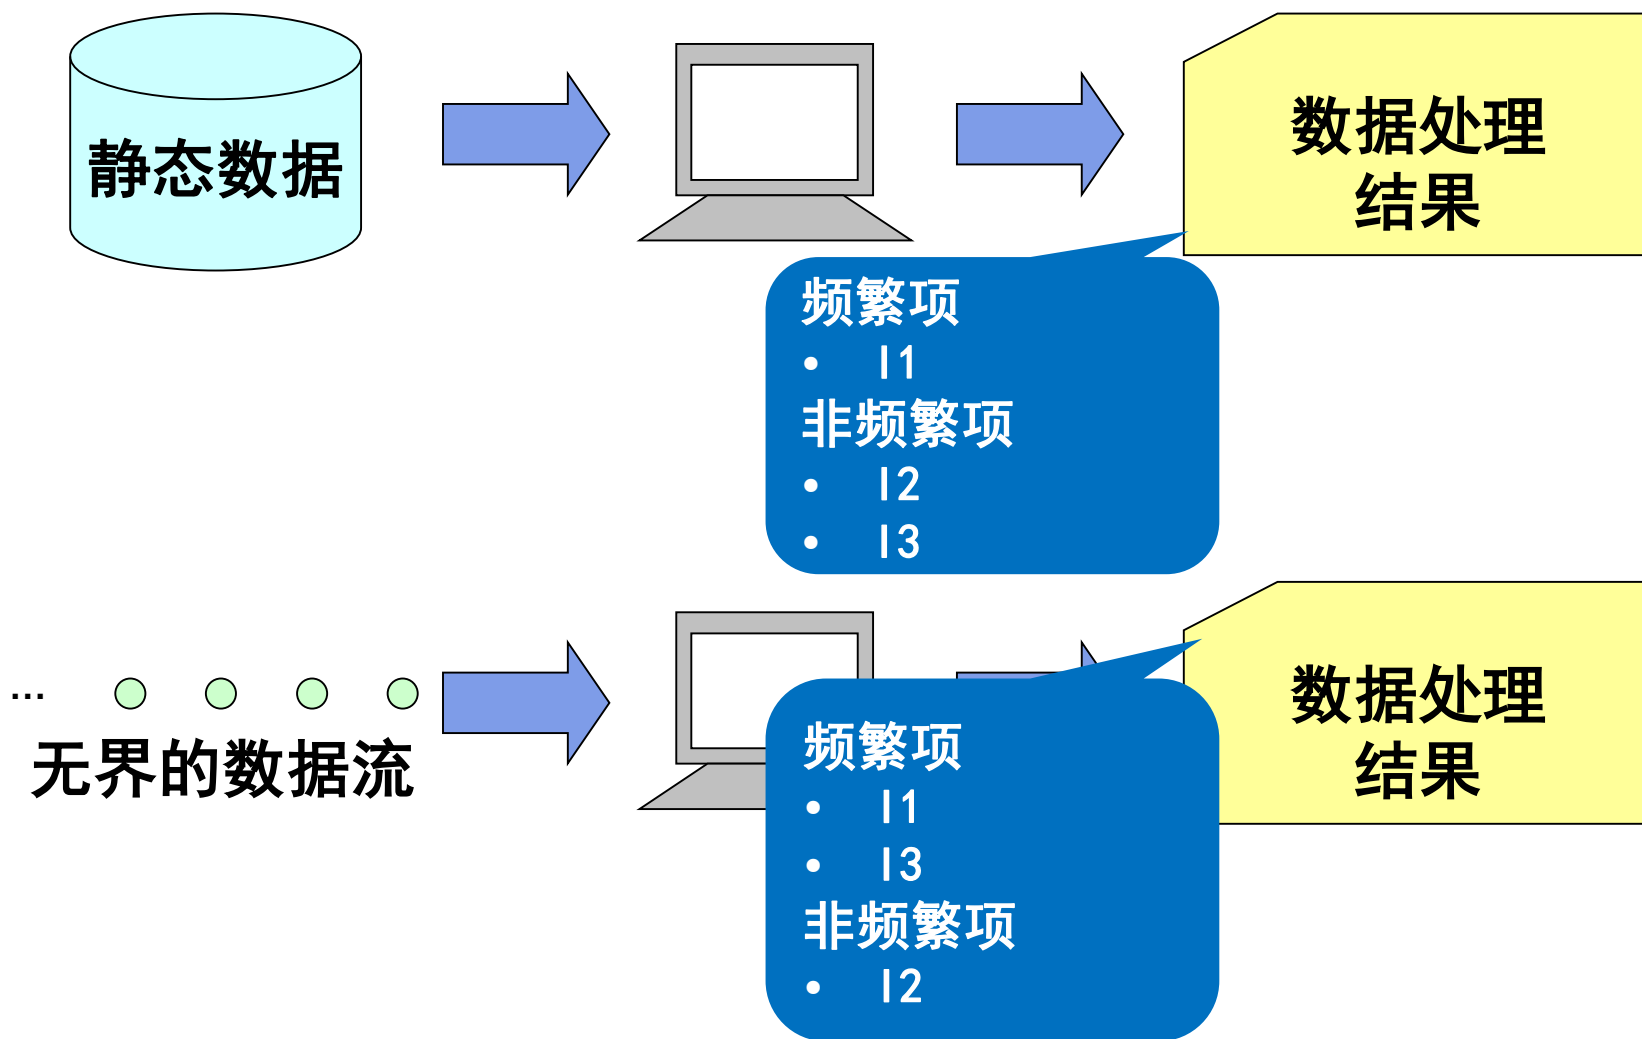 静态数据
数据处理
结果
频繁项
• I1
非频繁项
• I2
• I3
...
无界的数据流
数据处理
结果
频繁项
• I1
• I3
非频繁项
• I2